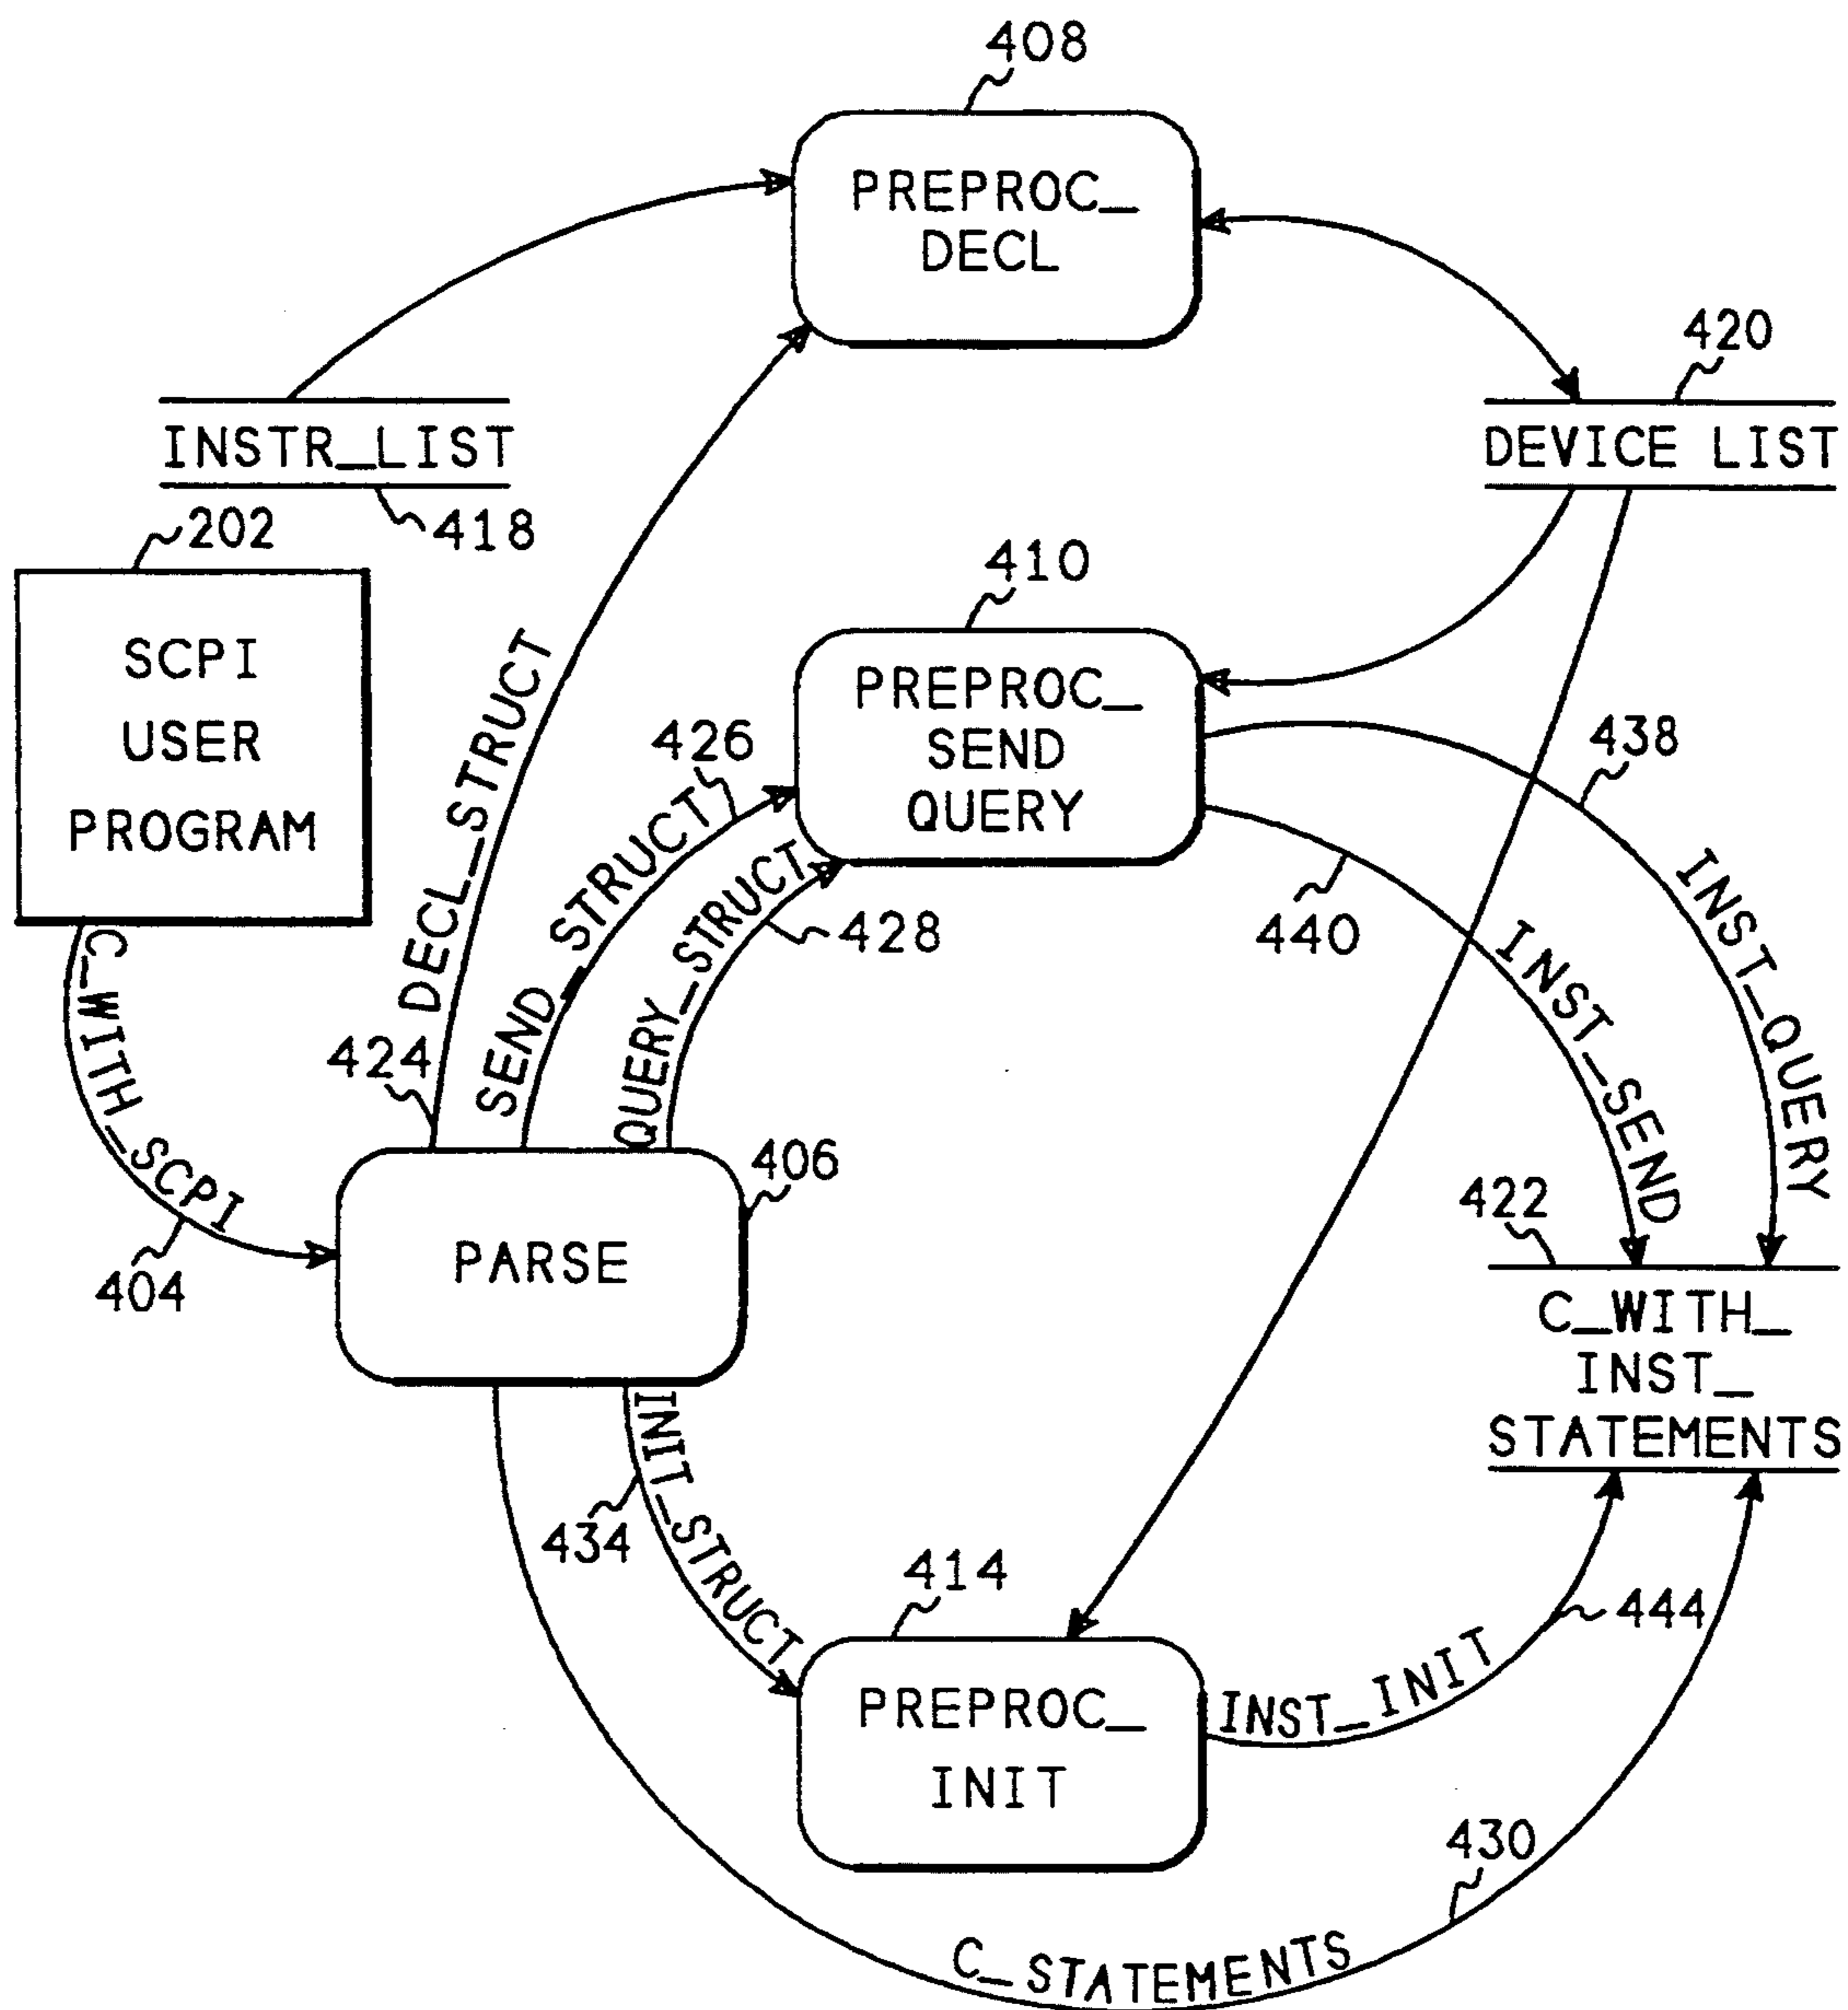 408
PREPROC_
DECL
420
INSTR_LIST
DEVICE LIST
418
202
SCPI
USER
PROGRAM
410
PREPROC_
SEND
QUERY
DECL_STRUCT
426
SEND_STRUCT
QUERY_STRUCT
428
438
440
INST_QUERY
INST_SEND
C_WITH_SCPI
424
404
406
PARSE
422
C_WITH_
INST_
STATEMENTS
INIT_STRUCT
434
414
PREPROC_
INIT
444
INST_INIT
430
C_STATEMENTS